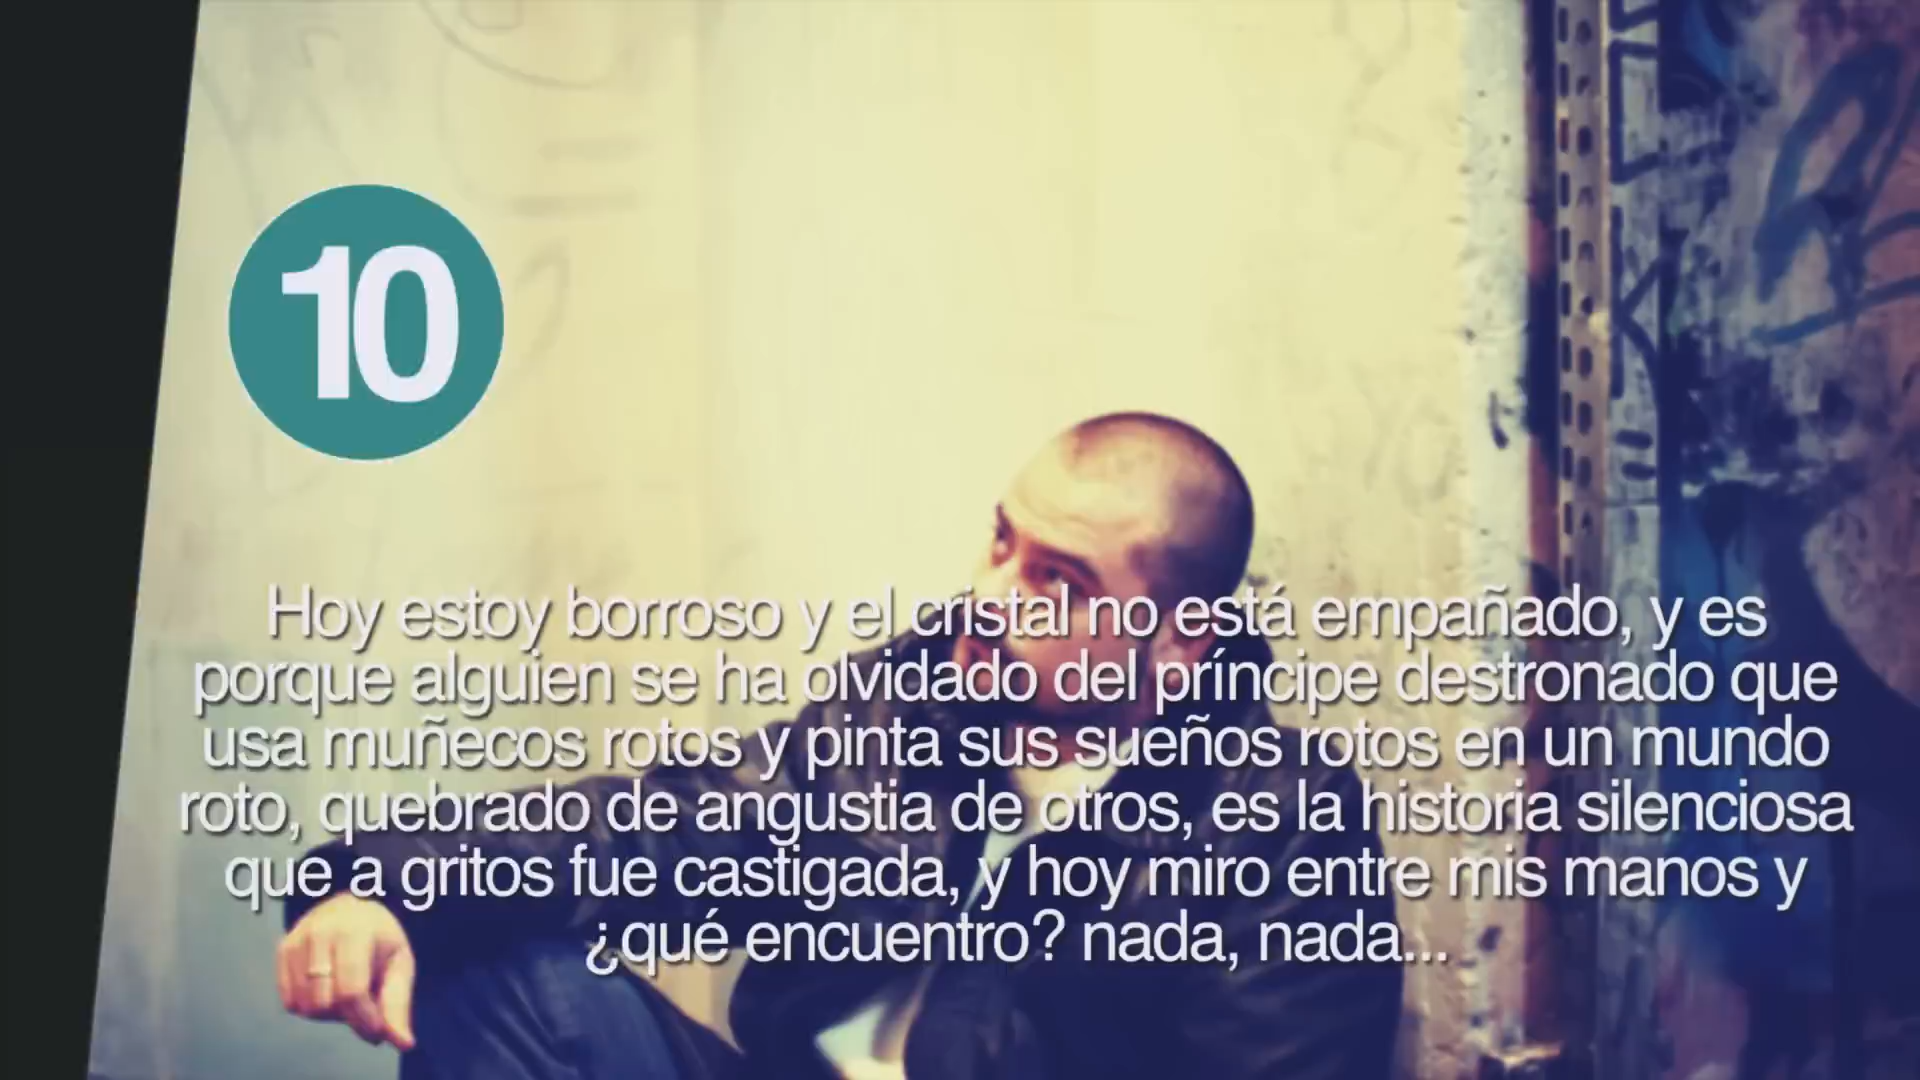 10
Hoy estoy borroso y el cristal no está empañado, y es
porque alguien se ha olvidado del príncipe destronado que
usa muñecos rotos y pinta sus sueños rotos en un mundo
roto, quebrado de angustia de otros, es la historia silenciosa
que a gritos fue castigada, y hoy miro entre mis manos y
¿qué encuentro? nada, nada...